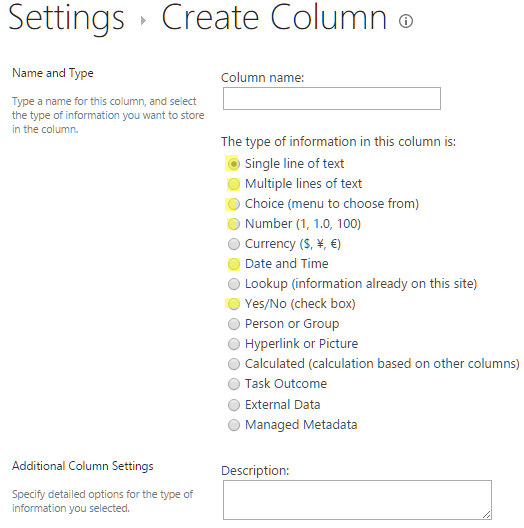 Settings › Create Column
Name and Type
Type a name for this column, and select
the type of information you want to store
in the column.
Column name:
The type of information in this column is:
Single line of text
Multiple lines of text
Choice (menu to choose from)
Number (1, 1.0, 100)
Currency ($, ¥, €)
Date and Time
Lookup (information already on this site)
Yes/No (check box)
Person or Group
Hyperlink or Picture
Calculated (calculation based on other columns)
Task Outcome
External Data
Managed Metadata
Additional Column Settings
Specify detailed options for the type of
information you selected.
Description: